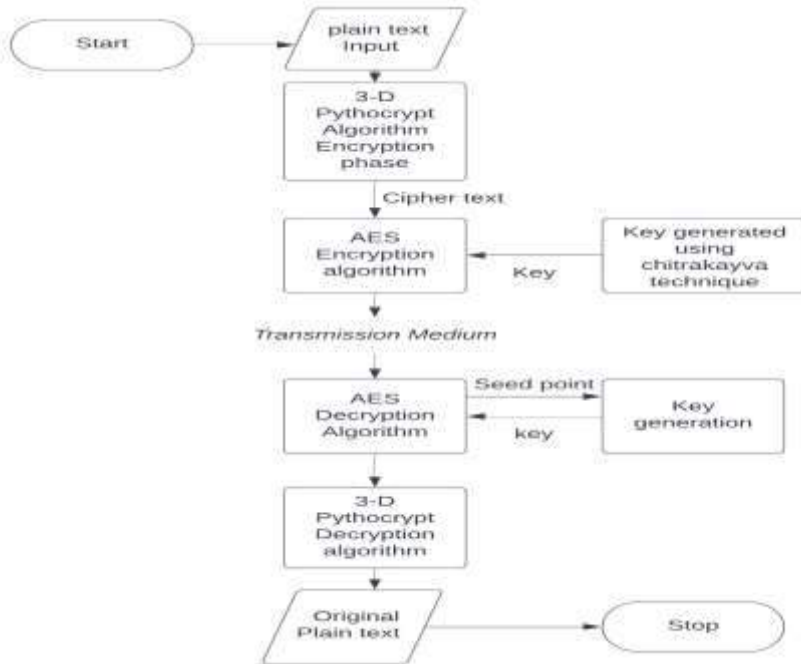 Start
plain text
Input
3-D
Pythocrypt
Algorithm
Encryption
phase
Cipher text
AES
Encryption
algorithm
Key
Key generated
using
chitrakayva
technique
Transmission Medium
AES
Decryption
Algorithm
Seed point
key
Key
generation
3-D
Pythocrypt
Decryption
algorithm
Original
Plain text
Stop